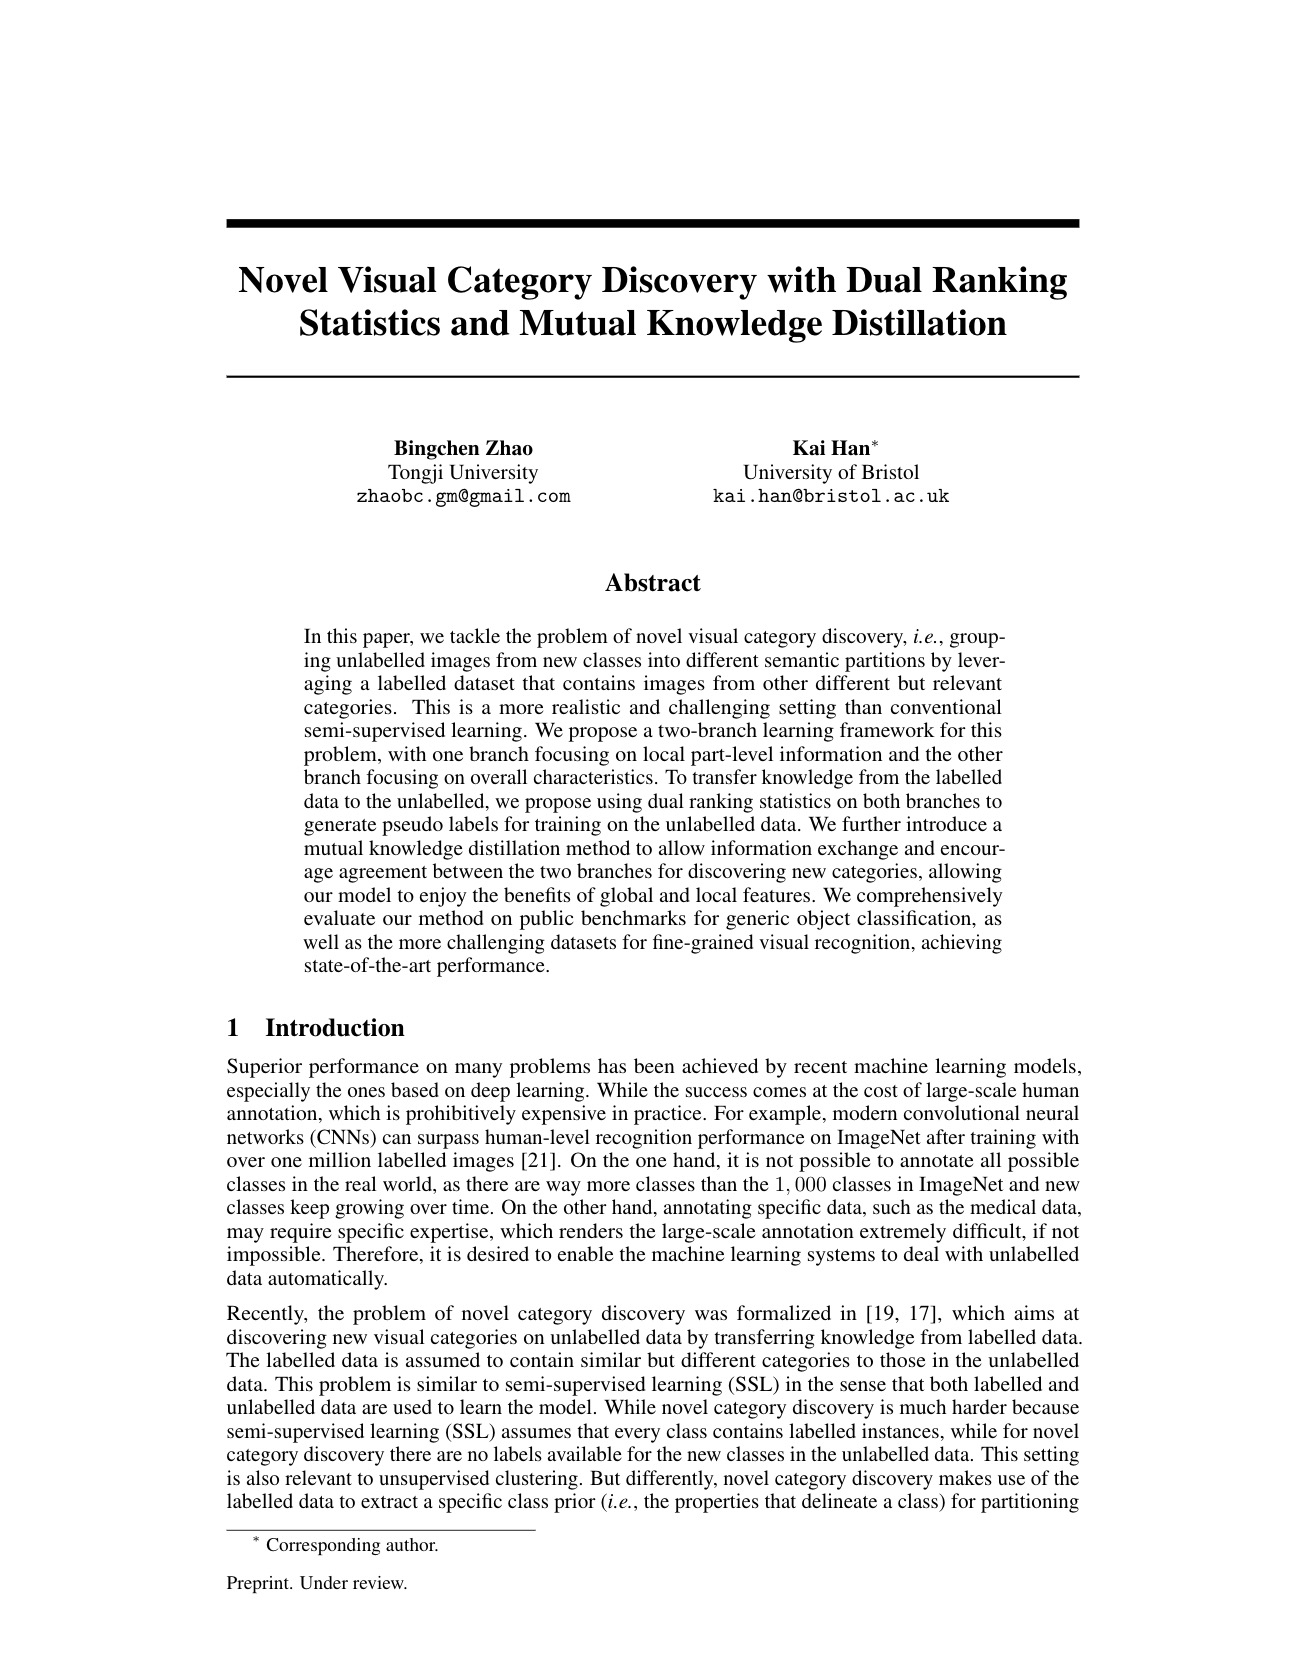 Novel Visual Category Discovery with Dual Ranking
Statistics and Mutual Knowledge Distillation
Bingchen Zhao
Tongji University
zhaobc.gm@gmail.com
Kai Han*
University of Bristol
kai.han@bristol.ac.uk
Abstract
In this paper, we tackle the problem of novel visual category discovery, i.e., group-
ing unlabelled images from new classes into different semantic partitions by lever-
aging a labelled dataset that contains images from other different but relevant
categories. This is a more realistic and challenging setting than conventional
semi-supervised learning. We propose a two-branch learning framework for this
problem, with one branch focusing on local part-level information and the other
branch focusing on overall characteristics. To transfer knowledge from the labelled
data to the unlabelled, we propose using dual ranking statistics on both branches to
generate pseudo labels for training on the unlabelled data. We further introduce a
mutual knowledge distillation method to allow information exchange and encour-
age agreement between the two branches for discovering new categories, allowing
our model to enjoy the benefits of global and local features. We comprehensively
evaluate our method on public benchmarks for generic object classification, as
well as the more challenging datasets for fine-grained visual recognition, achieving
state-of-the-art performance.
1 Introduction
Superior performance on many problems has been achieved by recent machine learning models,
especially the ones based on deep learning. While the success comes at the cost of large-scale human
annotation, which is prohibitively expensive in practice. For example, modern convolutional neural
networks (CNNs) can surpass human-level recognition performance on ImageNet after training with
over one million labelled images [21]. On the one hand, it is not possible to annotate all possible
classes in the real world, as there are way more classes than the 1, 000 classes in ImageNet and new
classes keep growing over time. On the other hand, annotating specific data, such as the medical data,
may require specific expertise, which renders the large-scale annotation extremely difficult, if not
impossible. Therefore, it is desired to enable the machine learning systems to deal with unlabelled
data automatically.
Recently, the problem of novel category discovery was formalized in [19, 17], which aims at
discovering new visual categories on unlabelled data by transferring knowledge from labelled data.
The labelled data is assumed to contain similar but different categories to those in the unlabelled
data. This problem is similar to semi-supervised learning (SSL) in the sense that both labelled and
unlabelled data are used to learn the model. While novel category discovery is much harder because
semi-supervised learning (SSL) assumes that every class contains labelled instances, while for novel
category discovery there are no labels available for the new classes in the unlabelled data. This setting
is also relevant to unsupervised clustering. But differently, novel category discovery makes use of the
labelled data to extract a specific class prior (i.e., the properties that delineate a class) for partitioning
* Corresponding author.
Preprint. Under review.